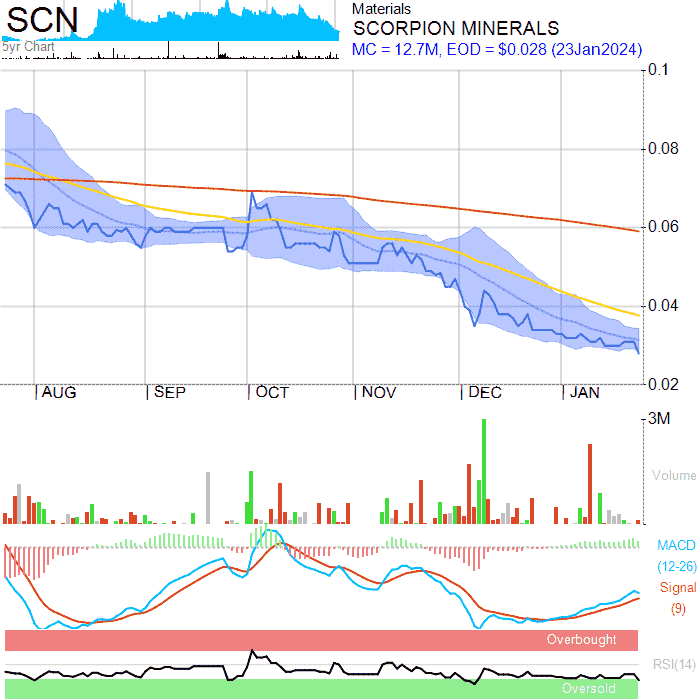 SCN
Materials
SCORPION MINERALS
MC = 12.7M, EOD = $0.028 (23Jan2024)
5yr Chart
0.1
0.08
0.06
0.04
0.02
AUG SEP OCT NOV DEC JAN
3M
Volume
MACD
(12-26)
Signal
(9)
Overbought
RSI(14)
Oversold